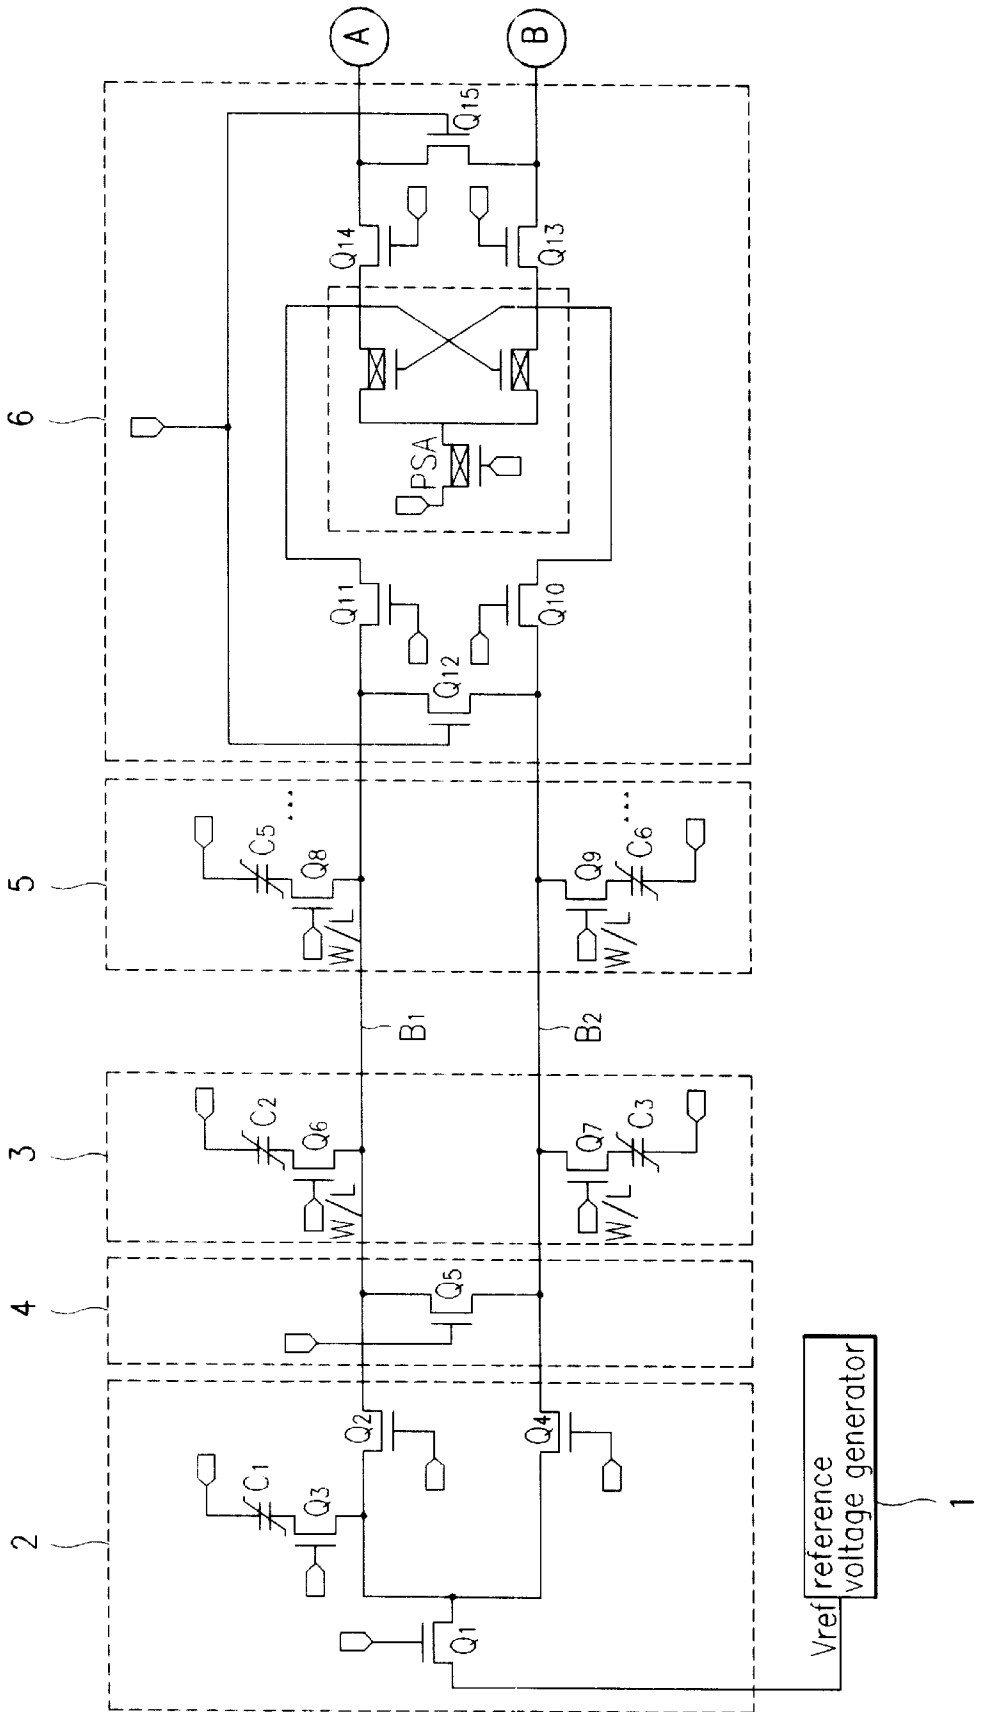 2
4
3
5
6
C1
Q3
Q2
Q1
Q4
Q5
C2
Q6
W/L
Q7
C3
W/L
B1
B2
C5
Q8
W/L
Q9
C6
W/L
Q12
Q11
Q10
PSA
Q14
Q13
Q15
A
B
Vref
reference
voltage generator
1